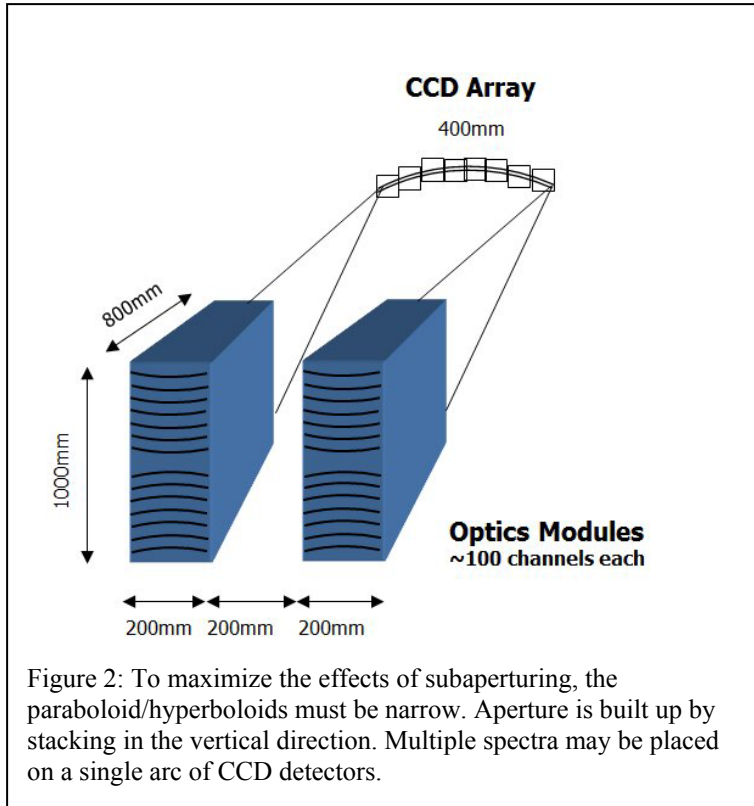 CCD Array
400mm
800mm
1000mm
Optics Modules
~100 channels each
200mm 200mm 200mm
Figure 2: To maximize the effects of subaperturing, the
paraboloid/hyperboloids must be narrow. Aperture is built up by
stacking in the vertical direction. Multiple spectra may be placed
on a single arc of CCD detectors.